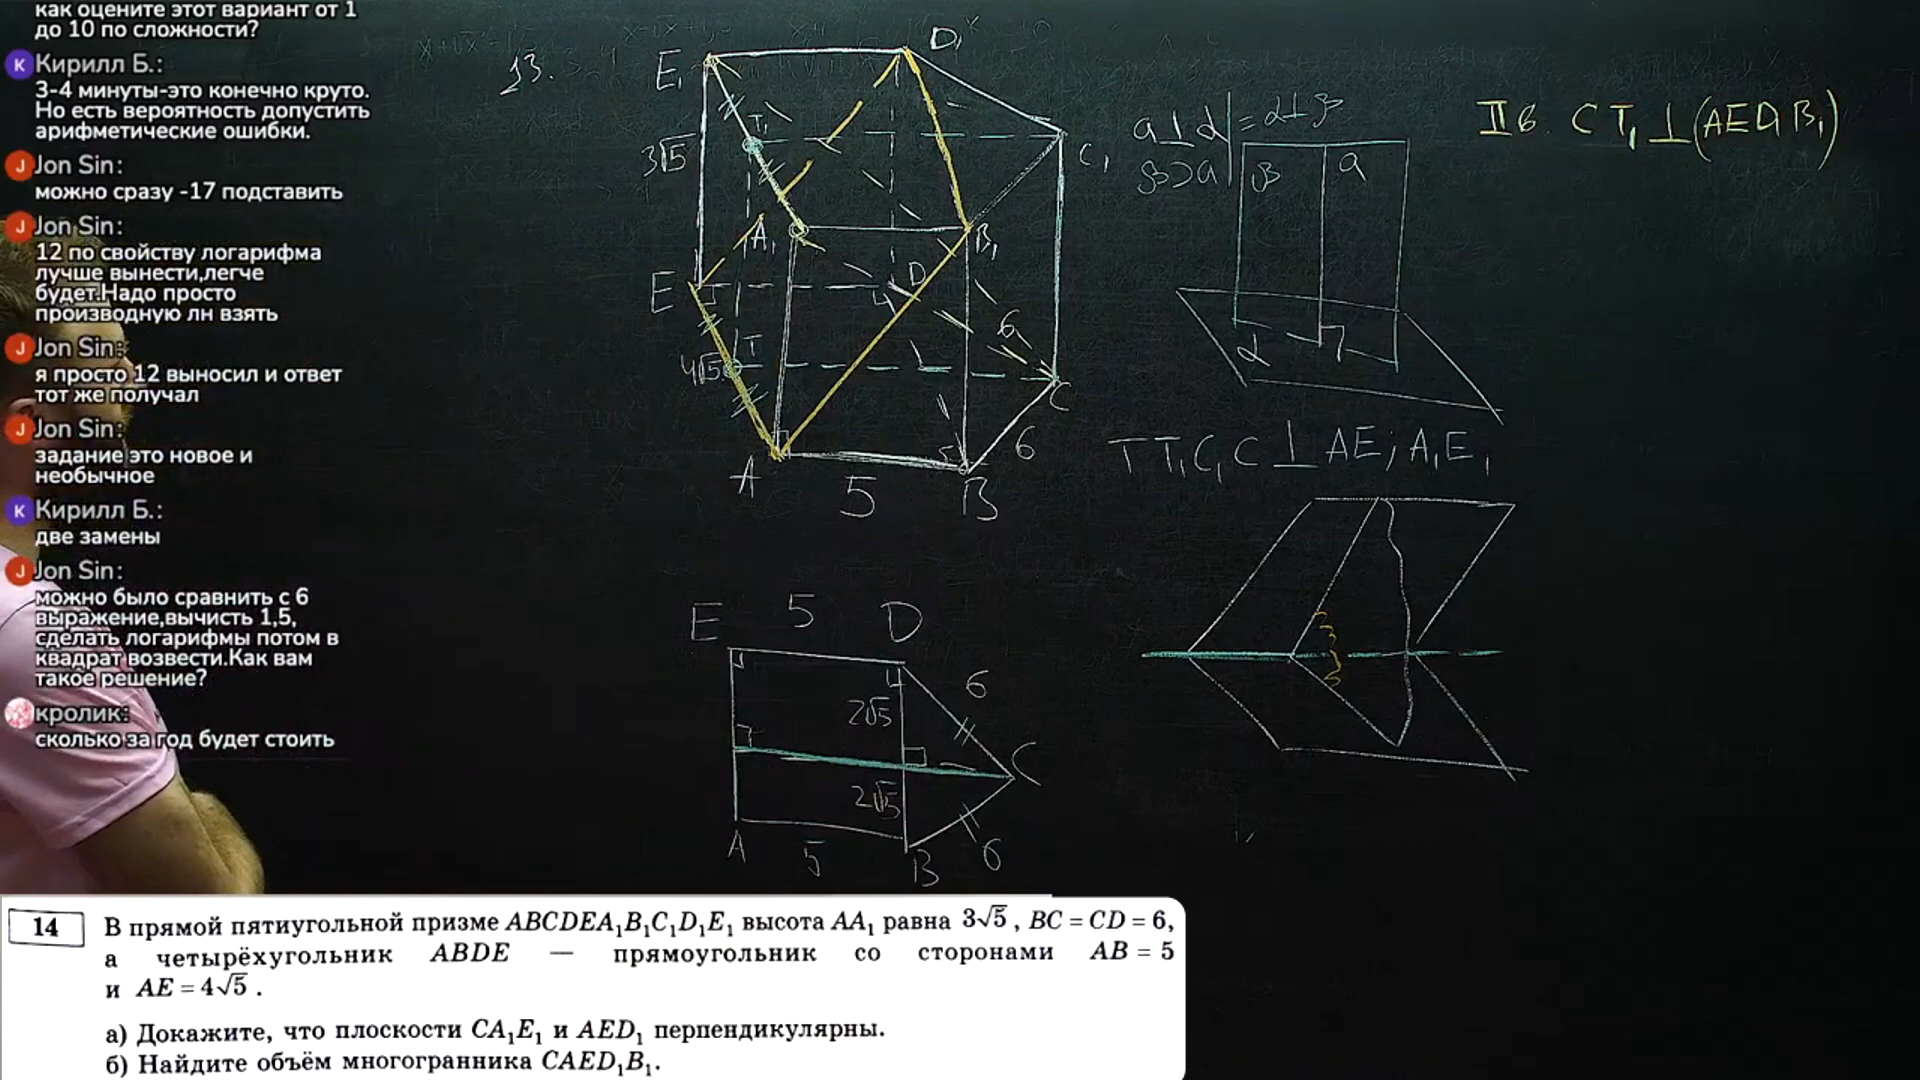 как оцените этот вариант от 1
до 10 по сложности?
К Кирилл Б.:
3-4 минуты-это конечно круто.
Но есть вероятность допустить
арифметические ошибки.
J Jon Sin:
можно сразу -17 подставить
J Jon Sin:
12 по свойству логарифма
лучше вынести,легче
будет.Надо просто
производную лн взять
J Jon Sin:
я просто 12 выносил и ответ
тот же получал
J Jon Sin:
задание это новое и
необычное
К Кирилл Б.:
две замены
J Jon Sin:
можно было сравнить с 6
выражение,вычисть 1,5,
сделать логарифмы потом в
квадрат возвести.Как вам
такое решение?
кролик:
сколько за год будет стоить
13.
E₁
D₁
3√5
T₁
C₁
A₁
B₁
E
D
6
4√5
T
C
6
A
5
B
a⊥α | = α⊥β
β⊃a
β a
α
II в. CT₁⊥(AED₁B₁)
TT₁C₁C⊥AE; A₁E₁
E 5 D
2√5
6
C
2√5
A 5 B 6
14 В прямой пятиугольной призме ABCDEA₁B₁C₁D₁E₁ высота AA₁ равна 3√5, BC = CD = 6,
а четырёхугольник ABDE — прямоугольник со сторонами AB = 5
и AE = 4√5.
а) Докажите, что плоскости CA₁E₁ и AED₁ перпендикулярны.
б) Найдите объём многогранника CAED₁B₁.